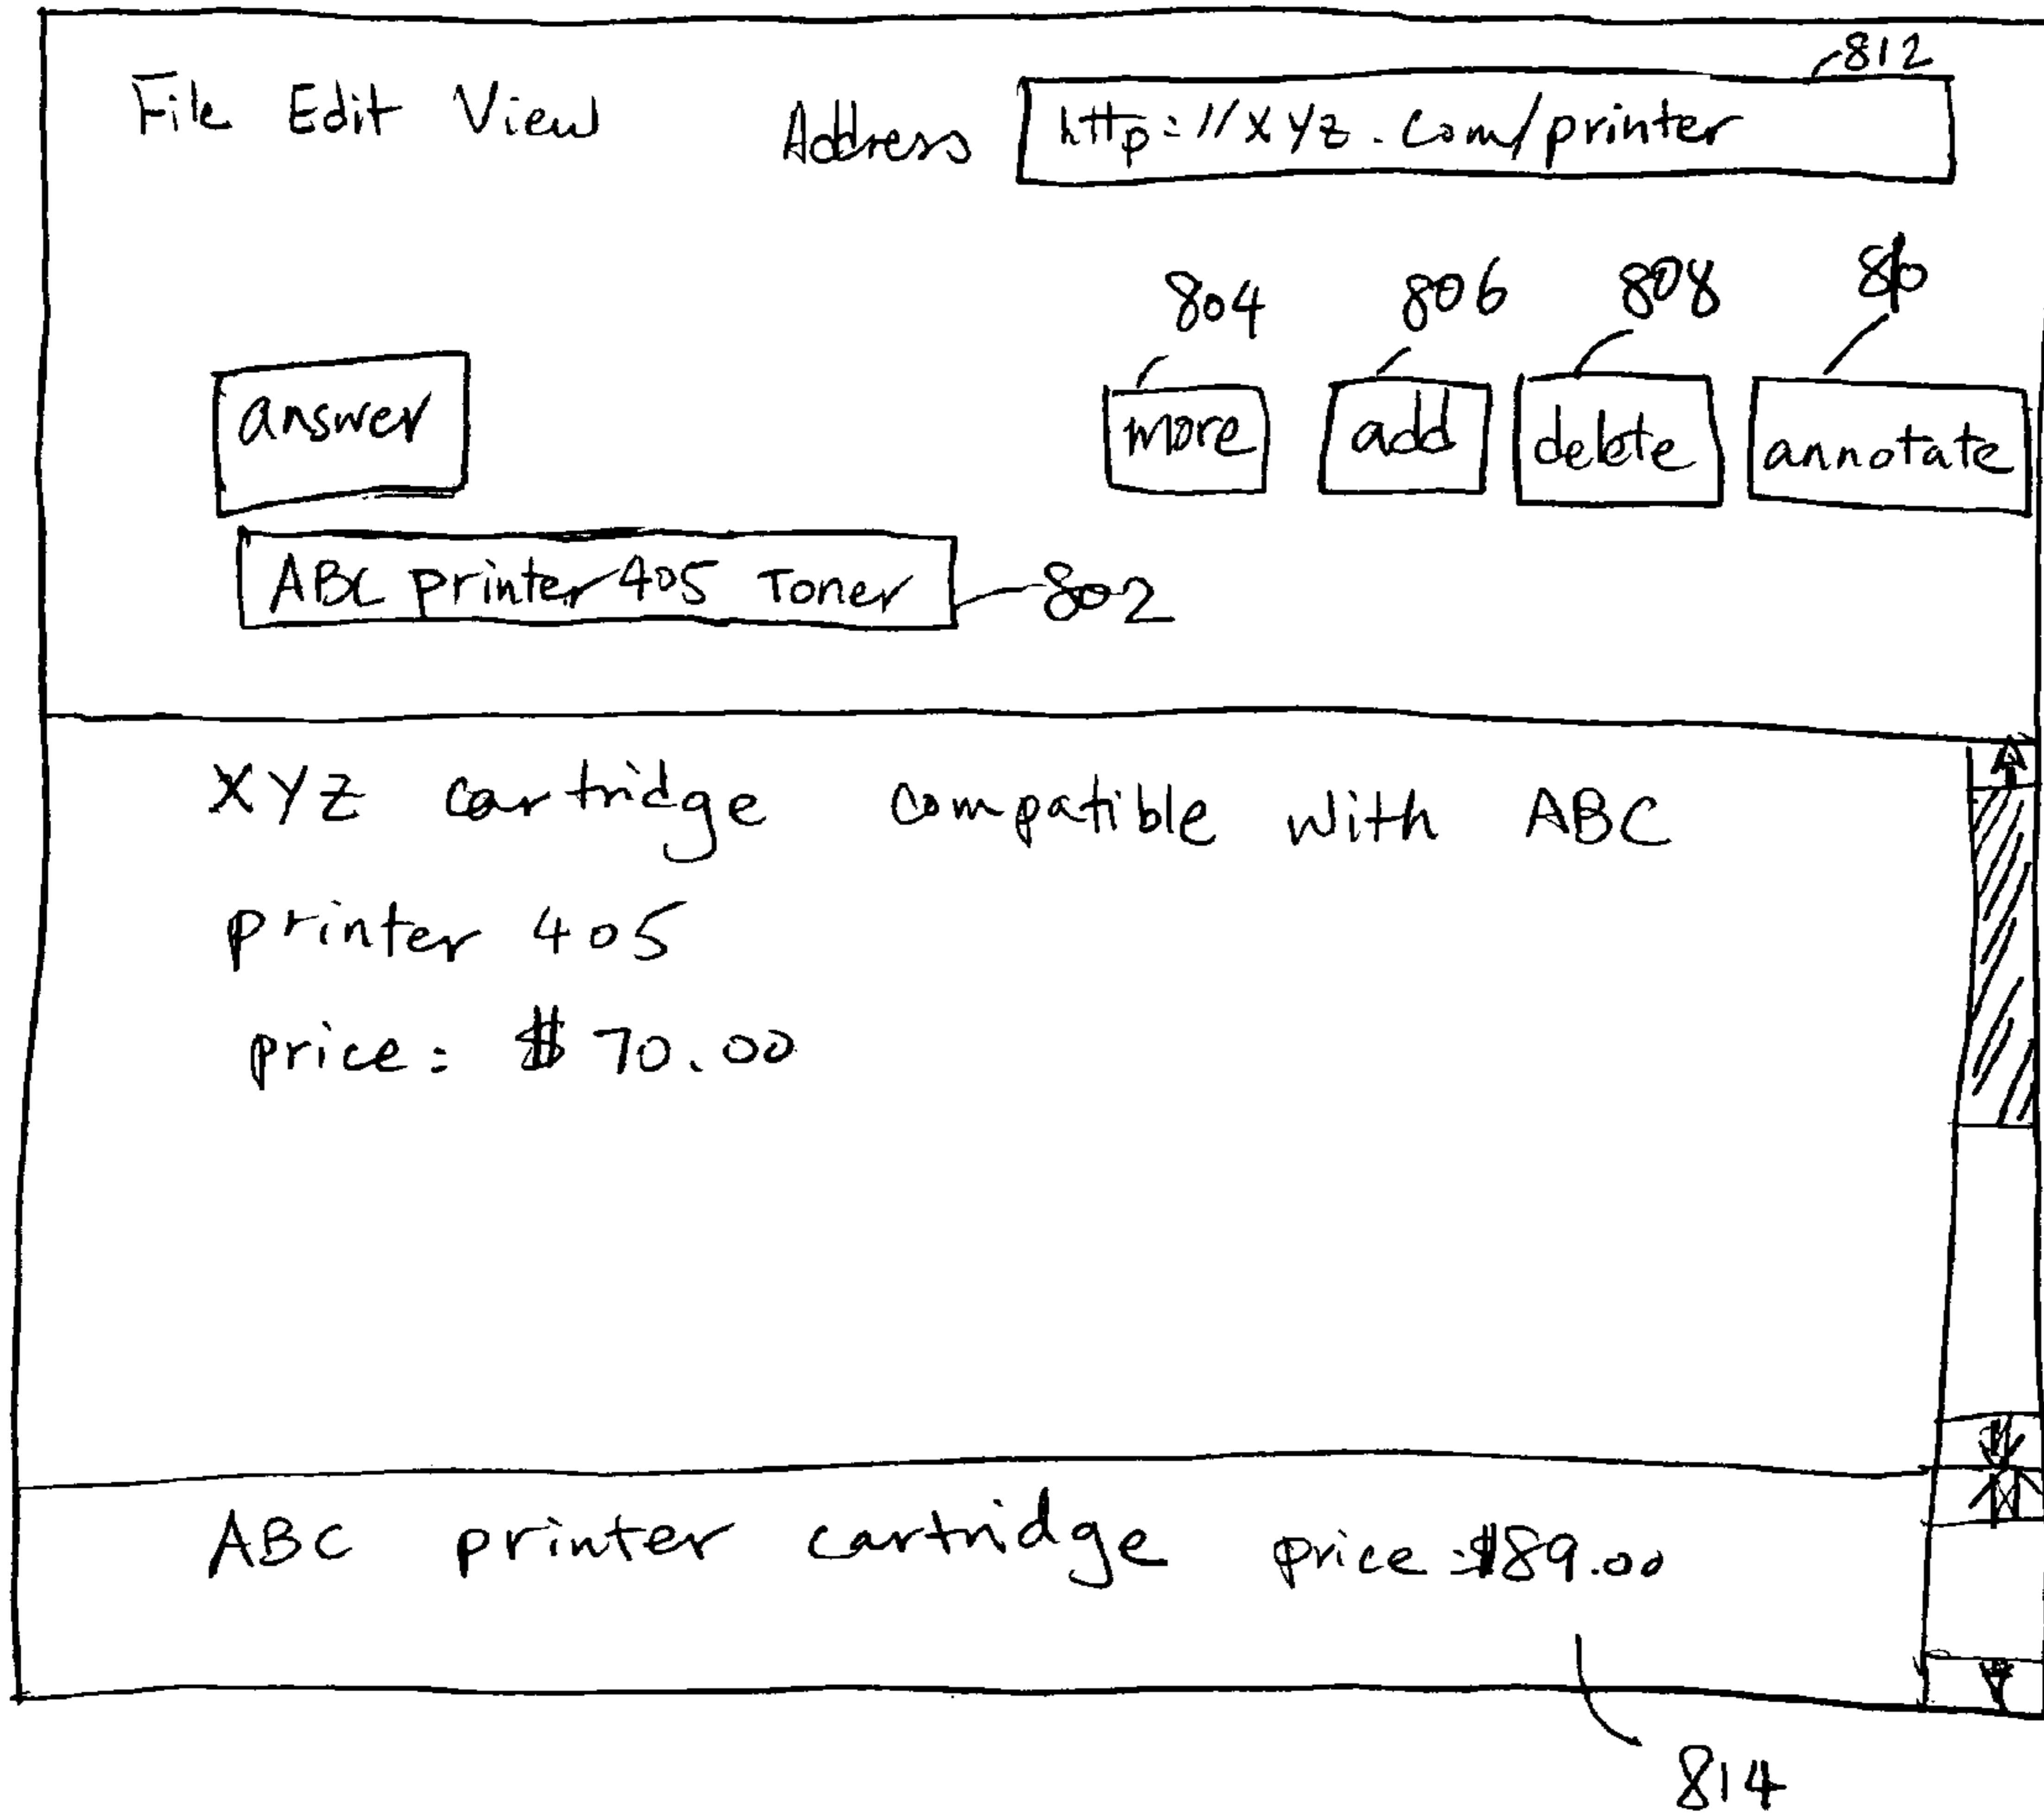 812
File Edit View Address http://xyz.com/printer
804 806 808 810
answer more add delete annotate
ABC printer 405 Toner 802
XYZ cartridge compatible with ABC
printer 405
price: $70.00
ABC printer cartridge price:$89.00
814